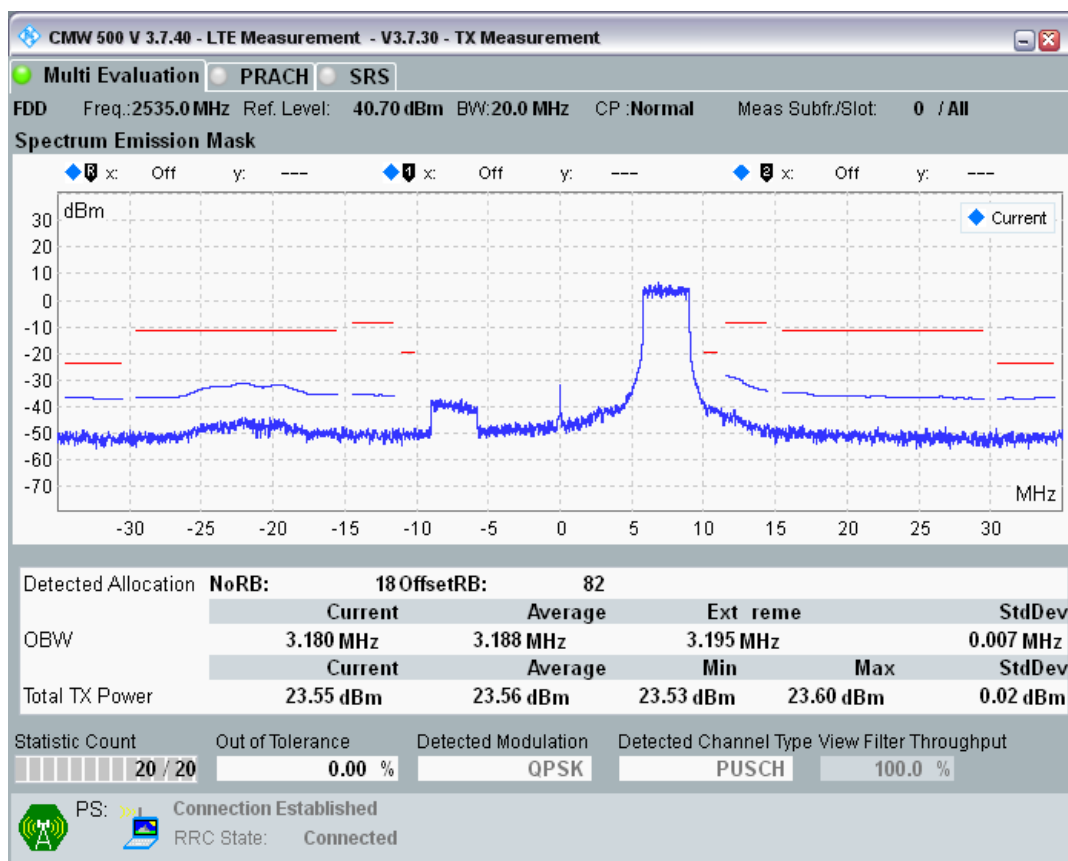 CMW 500 V 3.7.40 - LTE Measurement - V3.7.30 - TX Measurement
Multi Evaluation PRACH SRS
FDD Freq.:2535.0 MHz Ref. Level: 40.70 dBm BW:20.0 MHz CP :Normal Meas Subfr./Slot: 0 / All
Spectrum Emission Mask
R x: Off y: --- 1 x: Off y: --- 2 x: Off y: ---
dBm
Current
30
20
10
0
-10
-20
-30
-40
-50
-60
-70
MHz
-30 -25 -20 -15 -10 -5 0 5 10 15 20 25 30
Detected Allocation NoRB: 18 OffsetRB: 82
Current Average Ext reme StdDev
OBW 3.180 MHz 3.188 MHz 3.195 MHz 0.007 MHz
Current Average Min Max StdDev
Total TX Power 23.55 dBm 23.56 dBm 23.53 dBm 23.60 dBm 0.02 dBm
Statistic Count Out of Tolerance Detected Modulation Detected Channel Type View Filter Throughput
20 / 20 0.00 % QPSK PUSCH 100.0 %
PS: Connection Established
RRC State: Connected